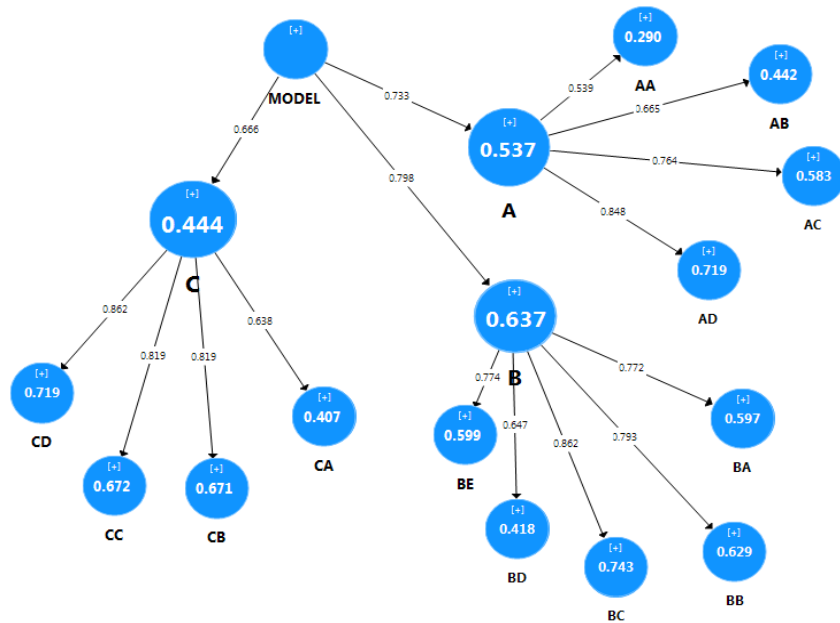 [+]
MODEL
[+]
0.290
AA
[+]
0.442
AB
[+]
0.583
AC
[+]
0.719
AD
[+]
0.537
A
0.539
0.665
0.764
0.848
0.733
0.666
0.798
[+]
0.444
C
0.862
0.819
0.819
0.638
[+]
0.719
CD
[+]
0.672
CC
[+]
0.671
CB
[+]
0.407
CA
[+]
0.637
B
0.774
0.647
0.862
0.793
0.772
[+]
0.599
BE
[+]
0.418
BD
[+]
0.743
BC
[+]
0.629
BB
[+]
0.597
BA